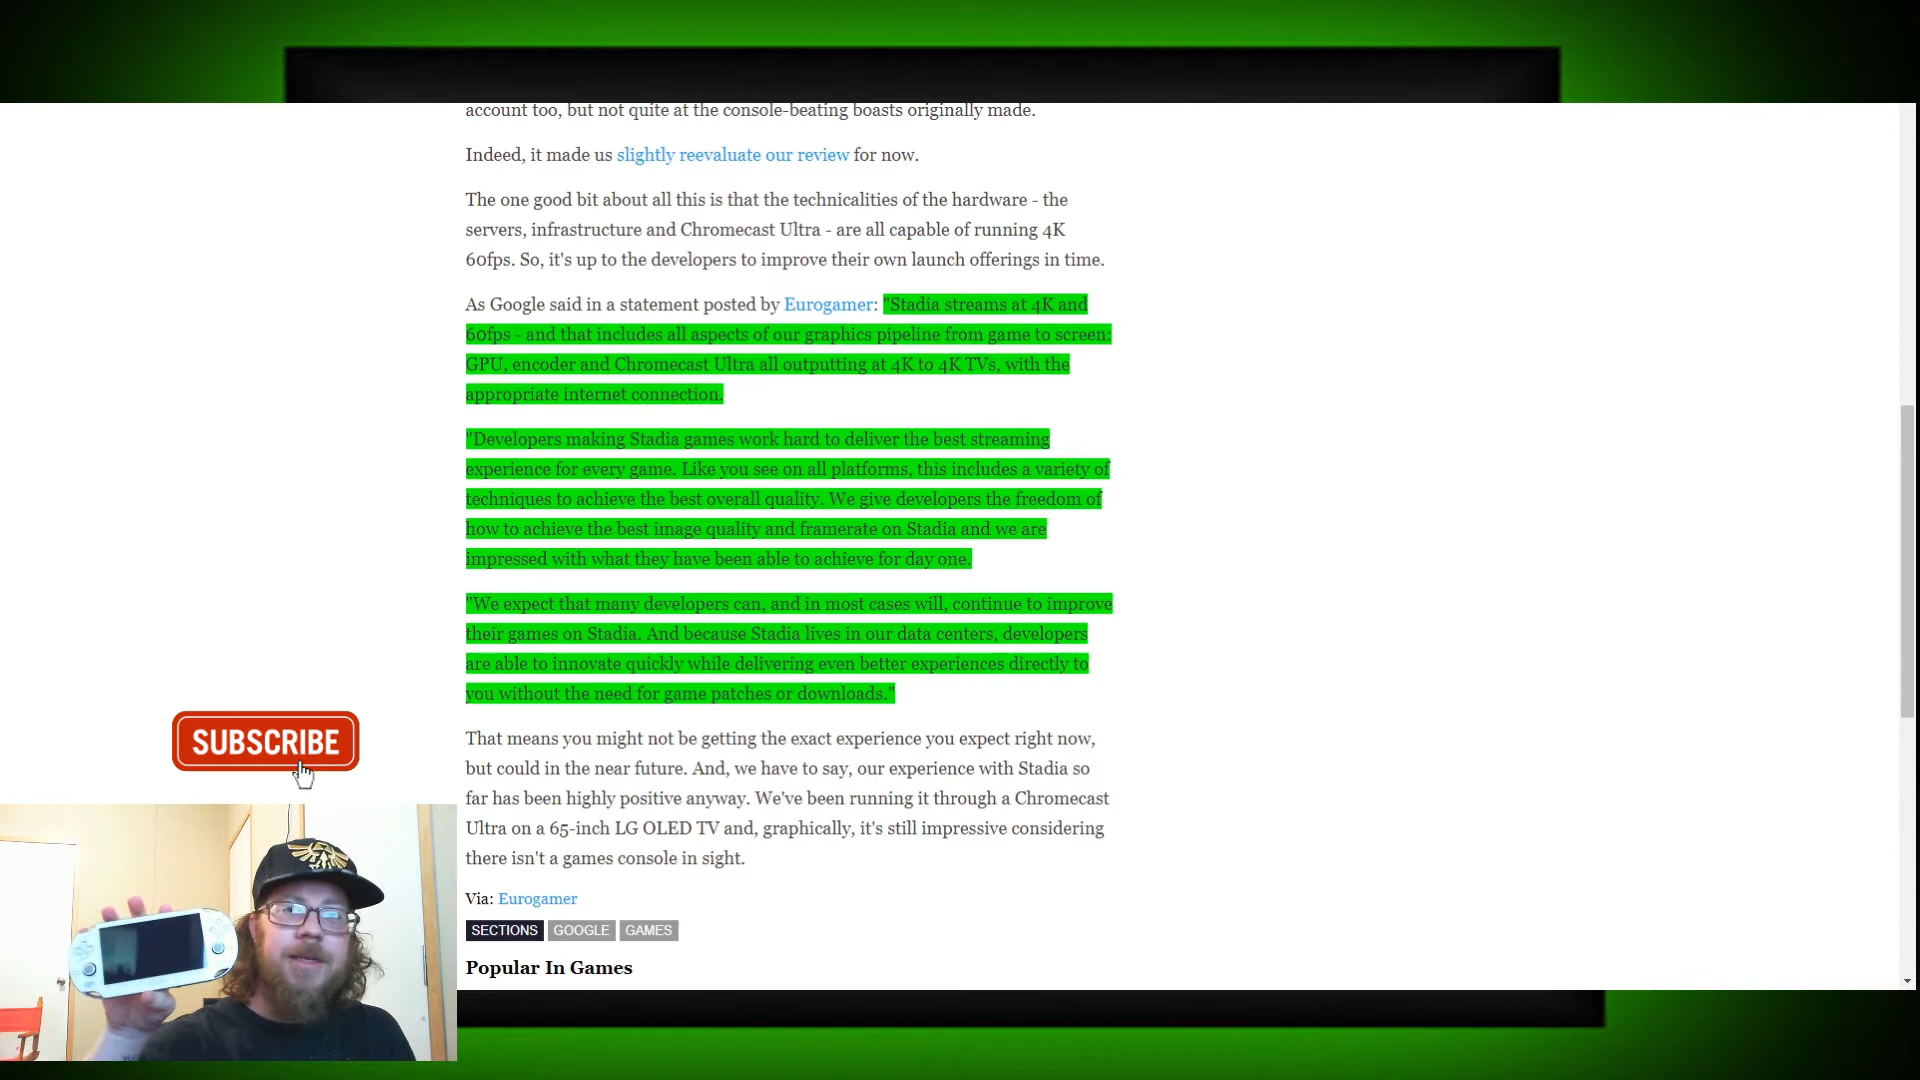 account too, but not quite at the console-beating boasts originally made.
Indeed, it made us slightly reevaluate our review for now.
The one good bit about all this is that the technicalities of the hardware - the
servers, infrastructure and Chromecast Ultra - are all capable of running 4K
60fps. So, it's up to the developers to improve their own launch offerings in time.
As Google said in a statement posted by Eurogamer: "Stadia streams at 4K and
60fps - and that includes all aspects of our graphics pipeline from game to screen:
GPU, encoder and Chromecast Ultra all outputting at 4K to 4K TVs, with the
appropriate internet connection.
"Developers making Stadia games work hard to deliver the best streaming
experience for every game. Like you see on all platforms, this includes a variety of
techniques to achieve the best overall quality. We give developers the freedom of
how to achieve the best image quality and framerate on Stadia and we are
impressed with what they have been able to achieve for day one.
"We expect that many developers can, and in most cases will, continue to improve
their games on Stadia. And because Stadia lives in our data centers, developers
are able to innovate quickly while delivering even better experiences directly to
you without the need for game patches or downloads."
That means you might not be getting the exact experience you expect right now,
but could in the near future. And, we have to say, our experience with Stadia so
far has been highly positive anyway. We've been running it through a Chromecast
Ultra on a 65-inch LG OLED TV and, graphically, it's still impressive considering
there isn't a games console in sight.
Via: Eurogamer
SECTIONS GOOGLE GAMES
Popular In Games
SUBSCRIBE